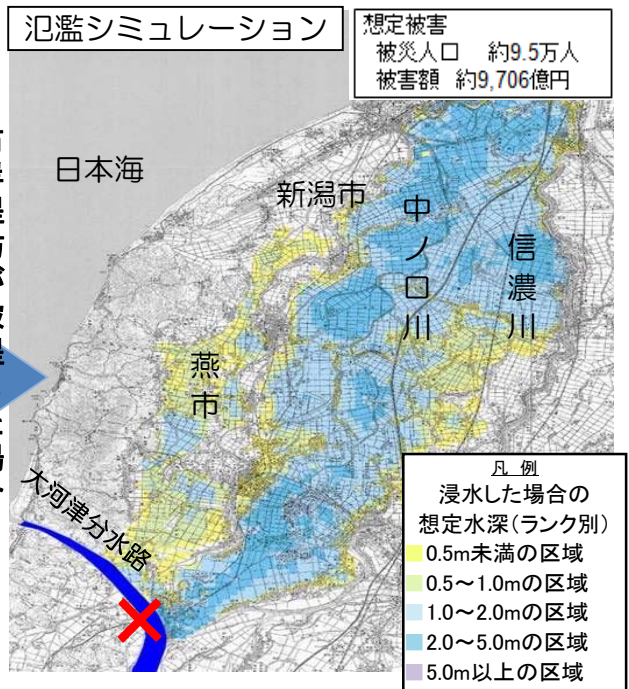 氾濫シミュレーション
想定被害
被災人口 約9.5万人
被害額 約9,706億円
日本海
新潟市
中ノ口川
信濃川
燕市
大河津分水路
凡 例
浸水した場合の
想定水深(ランク別)
0.5m未満の区域
0.5～1.0mの区域
1.0～2.0mの区域
2.0～5.0mの区域
5.0m以上の区域